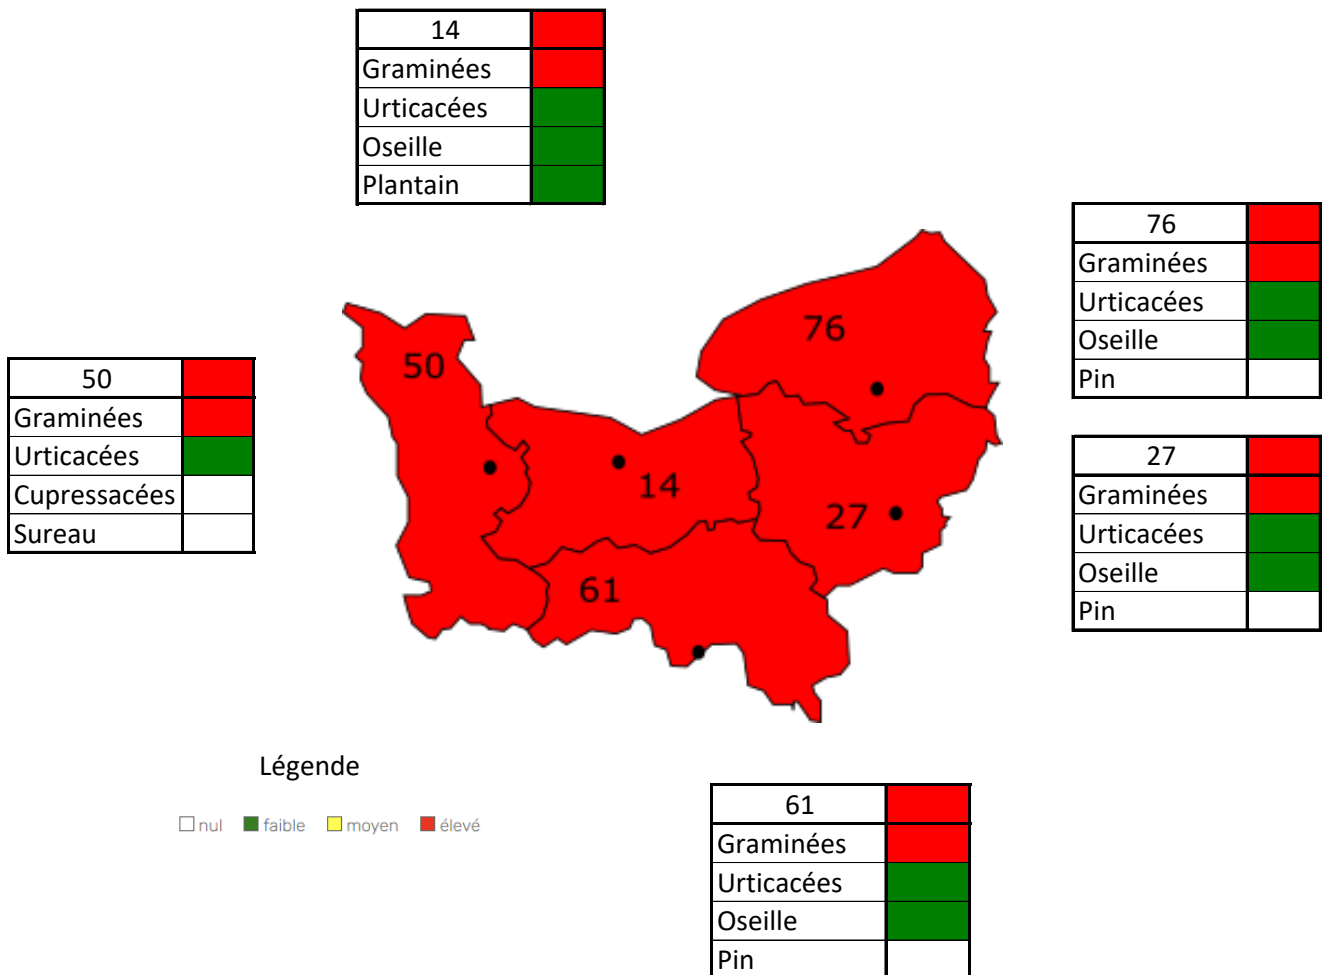 14
Graminées
Urticacées
Oseille
Plantain
76
Graminées
Urticacées
Oseille
Pin
50
Graminées
Urticacées
Cupressacées
Sureau
27
Graminées
Urticacées
Oseille
Pin
76
50
14
27
61
Légende
nul faible moyen élevé
61
Graminées
Urticacées
Oseille
Pin